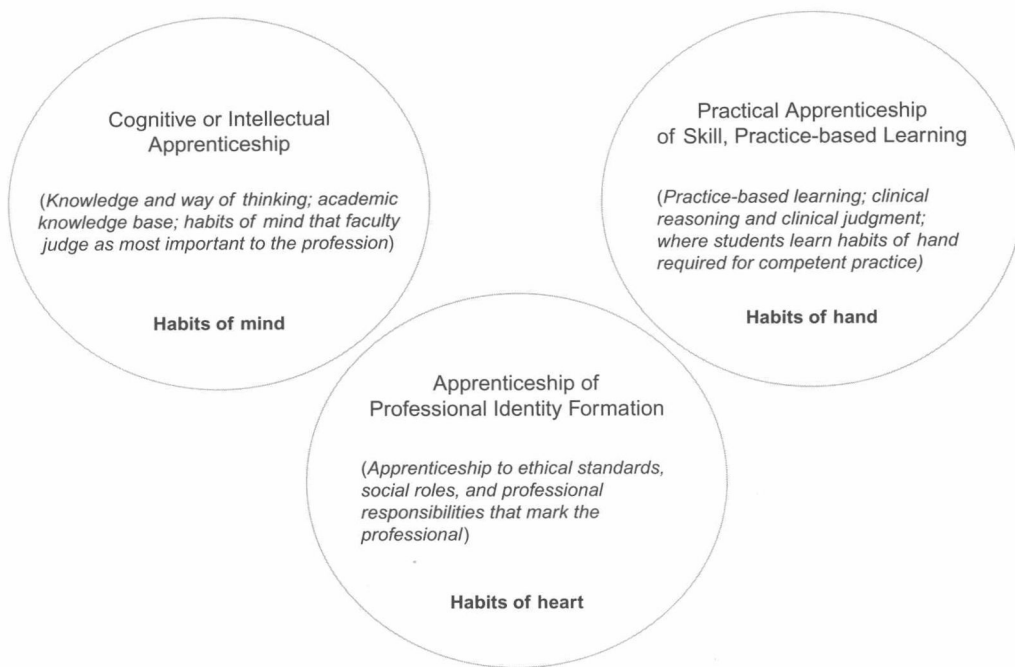 Cognitive or Intellectual
Apprenticeship
(Knowledge and way of thinking; academic
knowledge base; habits of mind that faculty
judge as most important to the profession)
Habits of mind
Practical Apprenticeship
of Skill, Practice-based Learning
(Practice-based learning; clinical
reasoning and clinical judgment;
where students learn habits of hand
required for competent practice)
Habits of hand
Apprenticeship of
Professional Identity Formation
(Apprenticeship to ethical standards,
social roles, and professional
responsibilities that mark the
professional)
Habits of heart